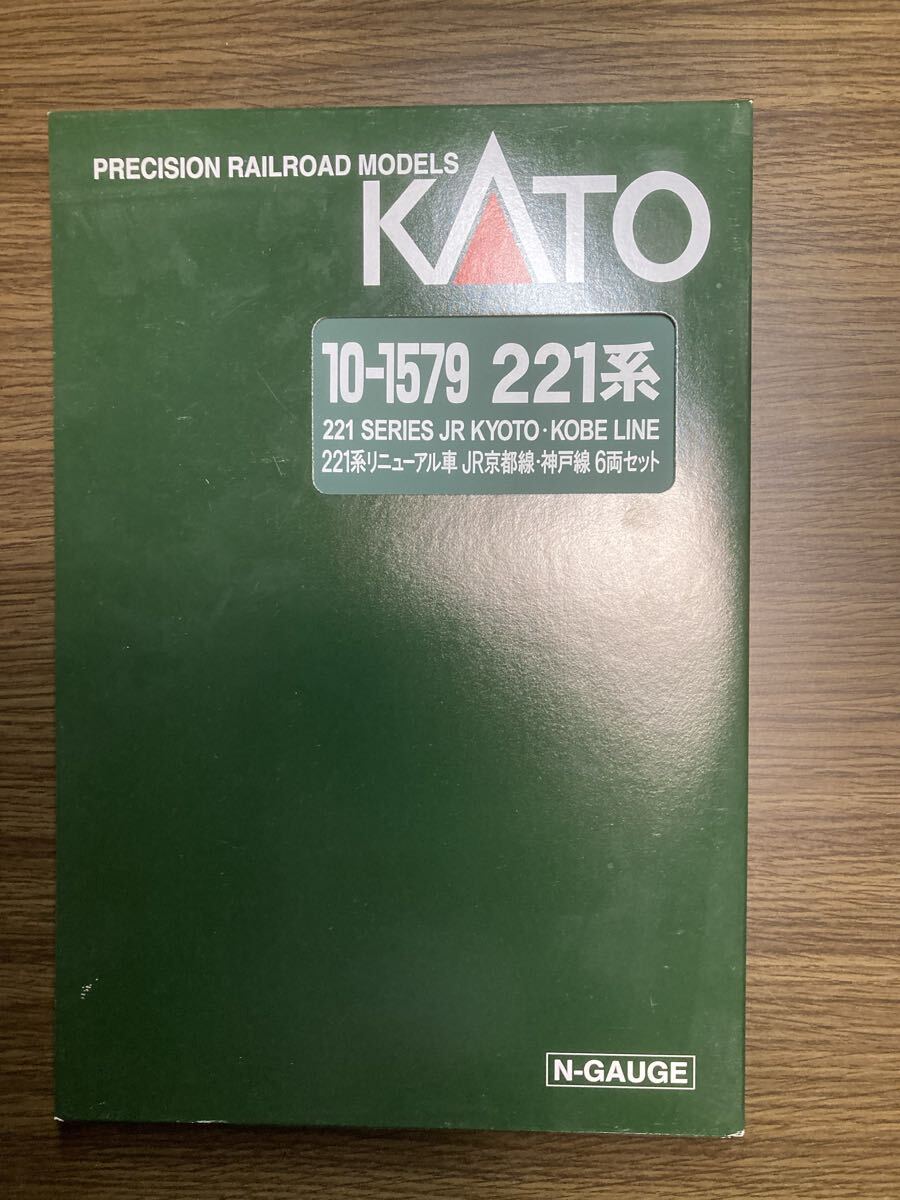 PRECISION RAILROAD MODELS
KATO
10-1579 221系
221 SERIES JR KYOTO・KOBE LINE
221系リニューアル車 JR京都線・神戸線 6両セット
N-GAUGE